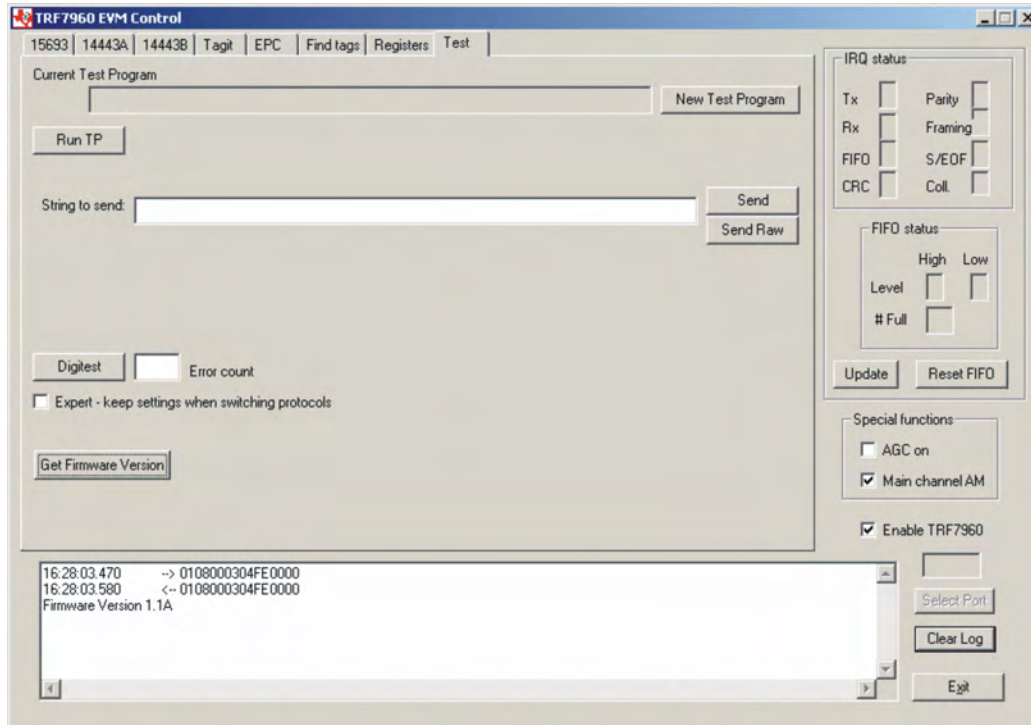 TRF7960 EVM Control
15693 14443A 14443B Tagit EPC Find tags Registers Test
Current Test Program
New Test Program
Run TP
String to send:
Send
Send Raw
Digitest
Error count
Expert - keep settings when switching protocols
Get Firmware Version
IRQ status
Tx Parity
Rx Framing
FIFO S/EOF
CRC Coll.
FIFO status
High Low
Level
# Full
Update Reset FIFO
Special functions
AGC on
Main channel AM
Enable TRF7960
Select Port
Clear Log
Exit
16:28:03.470 --> 0108000304FE0000
16:28:03.580 <-- 0108000304FE0000
Firmware Version 1.1A